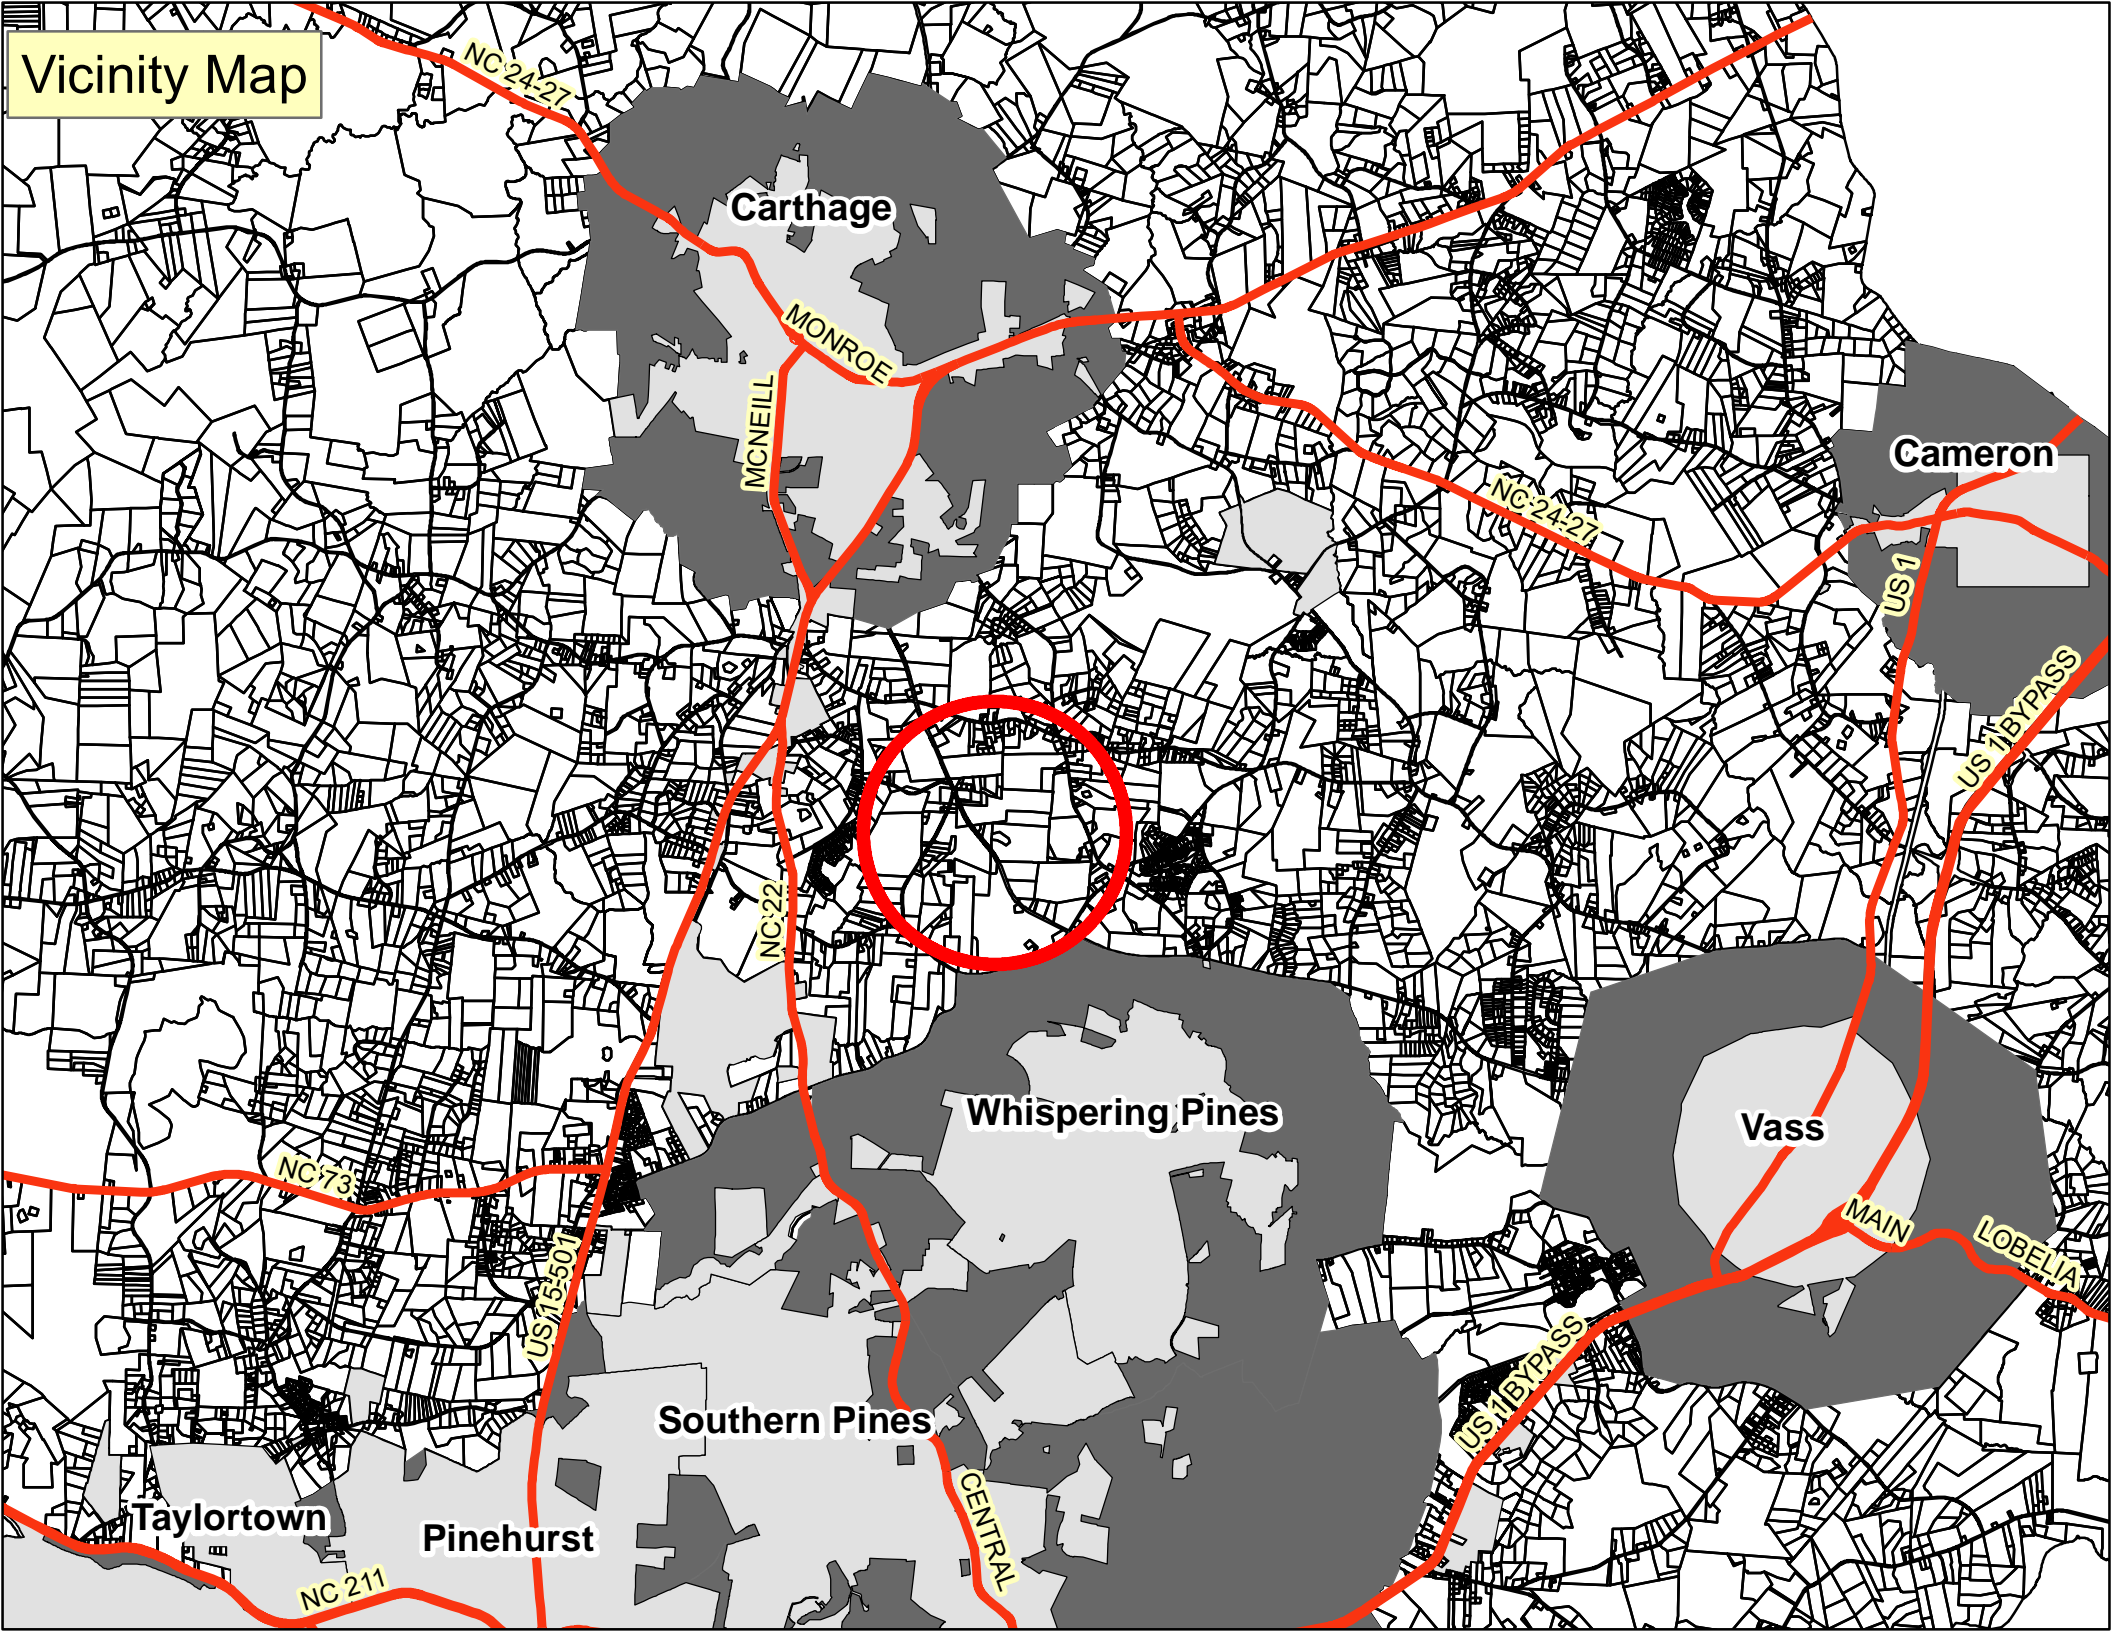 Vicinity Map
NC 24-27
Carthage
MONROE
MCNEILL
Cameron
NC 24-27
US 1
US 1 BYPASS
NC 22
Whispering Pines
Vass
NC 73
MAIN
LOBELIA
US 15-501
US 1 BYPASS
Southern Pines
CENTRAL
Taylortown
Pinehurst
NC 211